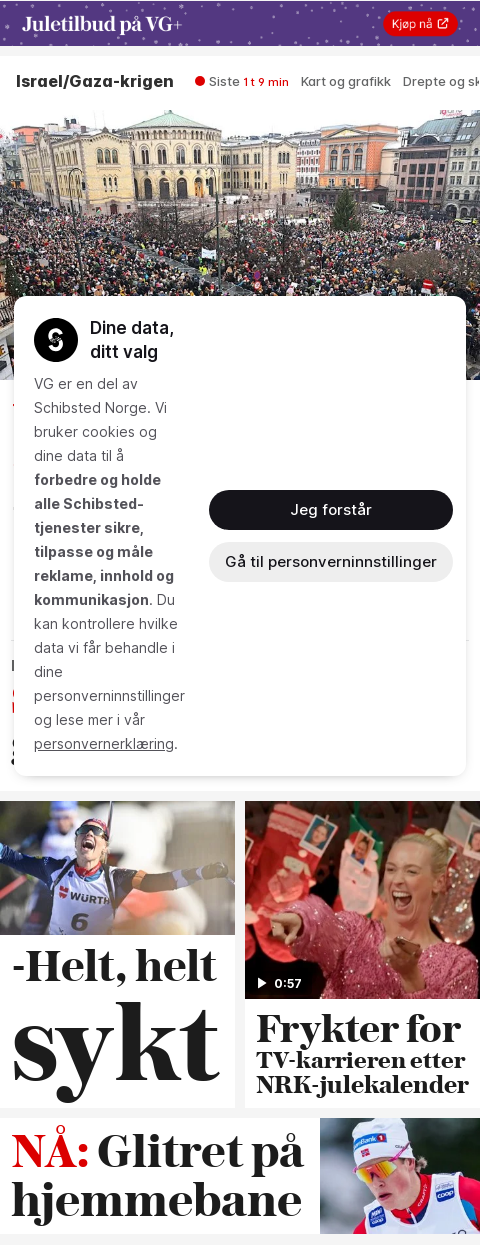 Juletilbud på VG+
Kjøp nå
Israel/Gaza-krigen
Siste 1 t 9 min
Kart og grafikk
Drepte og sk
Dine data,
ditt valg
VG er en del av
Schibsted Norge. Vi
bruker cookies og
dine data til å
forbedre og holde
alle Schibsted-
tjenester sikre,
tilpasse og måle
reklame, innhold og
kommunikasjon. Du
kan kontrollere hvilke
data vi får behandle i
dine
personverninnstillinger
og lese mer i vår
personvernerklæring.
Jeg forstår
Gå til personverninnstillinger
WÜRTH
6
-Helt, helt
sykt
0:57
Frykter for
TV-karrieren etter
NRK-julekalender
NÅ: Glitret på
hjemmebane
coop
coop